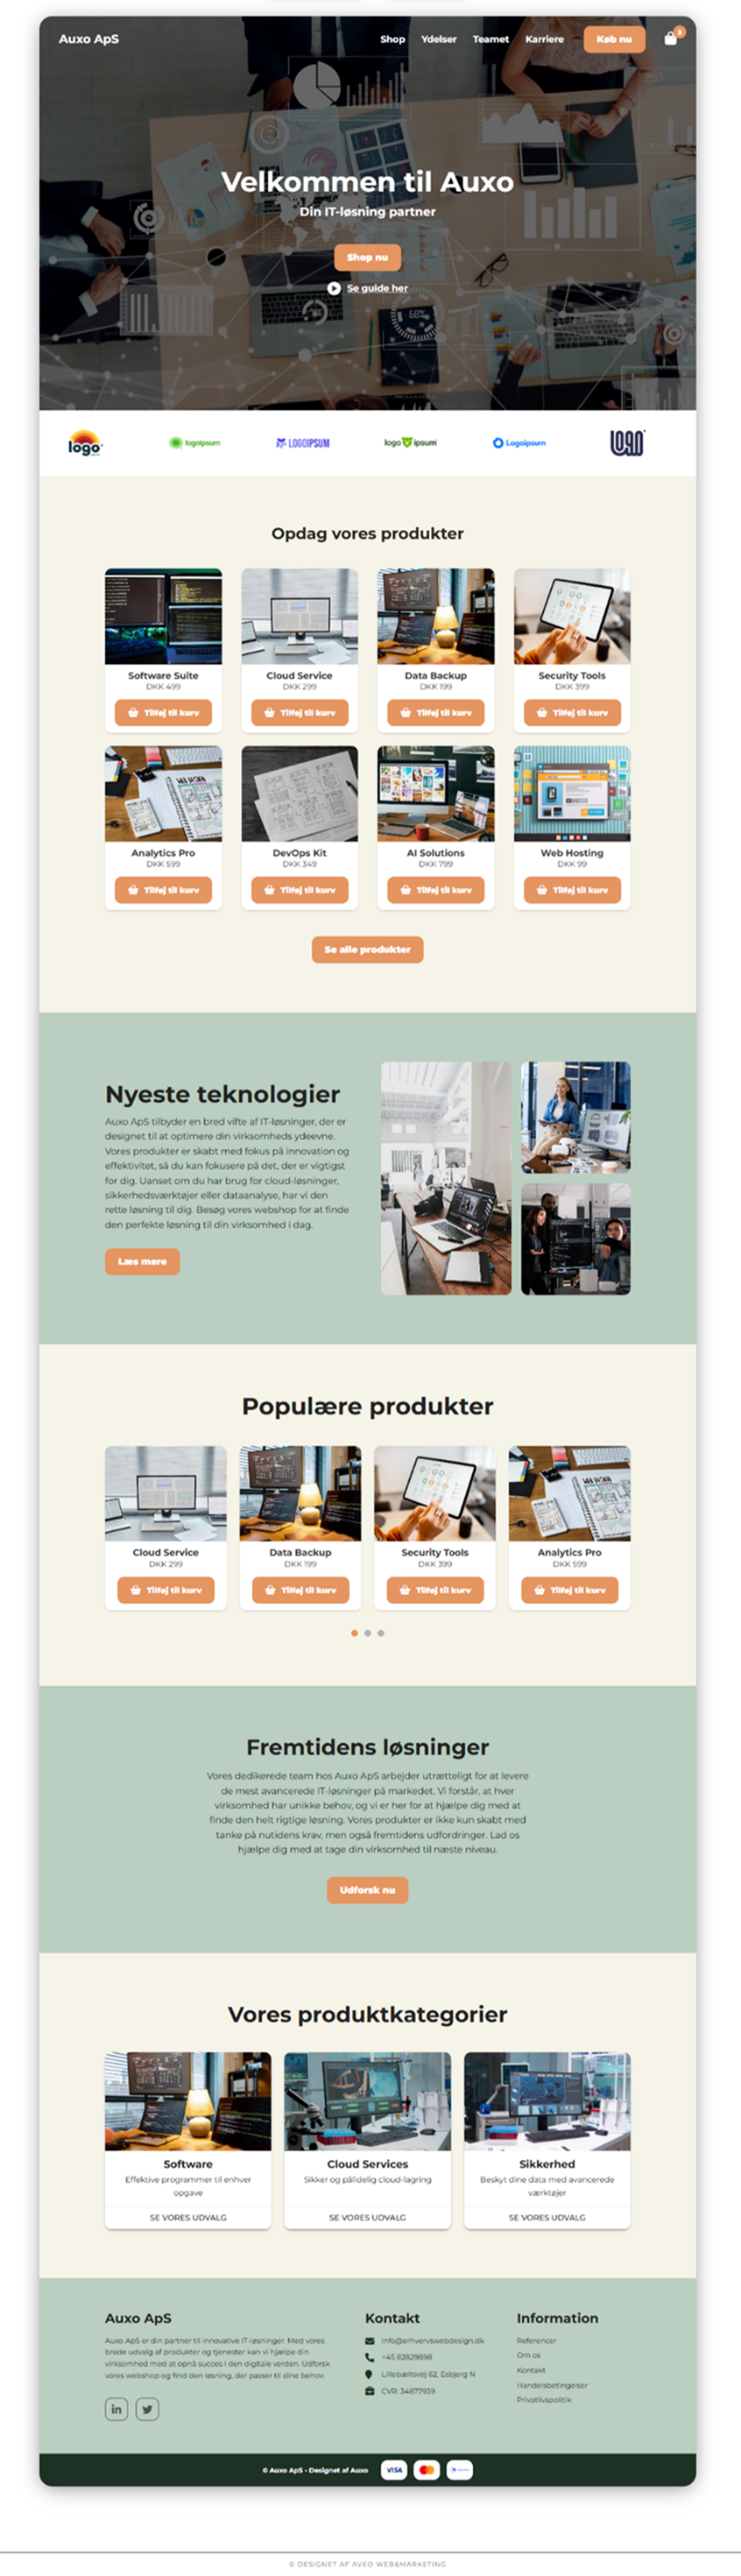 Auxo ApS
Shop Ydelser Teamet Karriere Køb nu 3
Velkommen til Auxo
Din IT-løsning partner
Shop nu
Se guide her
logo logoipsum LOGOIPSUM logo ipsum Logoipsum LOGO
Opdag vores produkter
Software Suite Cloud Service Data Backup Security Tools
DKK 499 DKK 299 DKK 199 DKK 399
Tilføj til kurv Tilføj til kurv Tilføj til kurv Tilføj til kurv
Analytics Pro DevOps Kit AI Solutions Web Hosting
DKK 599 DKK 349 DKK 799 DKK 99
Tilføj til kurv Tilføj til kurv Tilføj til kurv Tilføj til kurv
Se alle produkter
Nyeste teknologier
Auxo ApS tilbyder en bred vifte af IT-løsninger, der er
designet til at optimere din virksomheds ydeevne.
Vores produkter er skabt med fokus på innovation og
effektivitet, så du kan fokusere på det, der er vigtigst
for dig. Uanset om du har brug for cloud-løsninger,
sikkerhedsværktøjer eller dataanalyse, har vi den
rette løsning til dig. Besøg vores webshop for at finde
den perfekte løsning til din virksomhed i dag.
Læs mere
Populære produkter
Cloud Service Data Backup Security Tools Analytics Pro
DKK 299 DKK 199 DKK 399 DKK 599
Tilføj til kurv Tilføj til kurv Tilføj til kurv Tilføj til kurv
Fremtidens løsninger
Vores dedikerede team hos Auxo ApS arbejder utrætteligt for at levere
de mest avancerede IT-løsninger på markedet. Vi forstår, at hver
virksomhed har unikke behov, og vi er her for at hjælpe dig med at
finde den helt rigtige løsning. Vores produkter er ikke kun skabt med
tanke på nutidens krav, men også fremtidens udfordringer. Lad os
hjælpe dig med at tage din virksomhed til næste niveau.
Udforsk nu
Vores produktkategorier
Software Cloud Services Sikkerhed
Effektive programmer til enhver
opgave
Sikker og pålidelig cloud-lagring
Beskyt dine data med avancerede
værktøjer
SE VORES UDVALG SE VORES UDVALG SE VORES UDVALG
Auxo ApS
Auxo ApS er din partner til innovative IT-løsninger. Med vores
brede udvalg af produkter og tjenester kan vi hjælpe din
virksomhed med at opnå succes i den digitale verden. Udforsk
vores webshop og find den løsning, der passer til dine behov.
in
Kontakt
info@erhvervswebdesign.dk
+45 82829898
Lillebæltsvej 62, Esbjerg N
CVR: 34877939
Information
Referencer
Om os
Kontakt
Handelsbetingelser
Privatlivspolitik
© Auxo ApS - Designet af Auxo VISA
© DESIGNET AF AVEO WEB&MARKETING